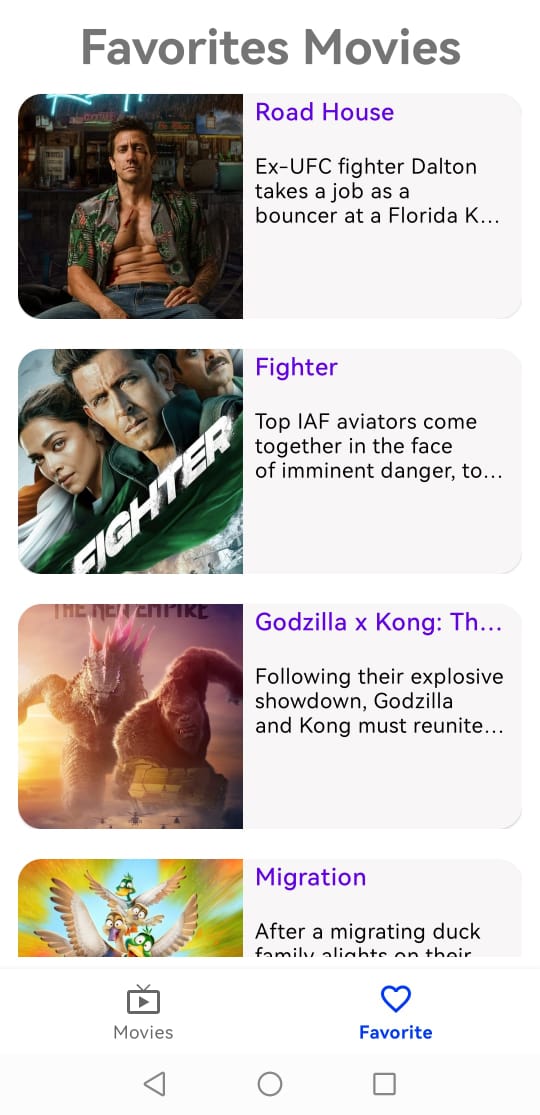 Favorites Movies
Road House
Ex-UFC fighter Dalton
takes a job as a
bouncer at a Florida K...
Fighter
Top IAF aviators come
together in the face
of imminent danger, to...
FIGHTER
THE NEW EMPIRE
Godzilla x Kong: Th...
Following their explosive
showdown, Godzilla
and Kong must reunite...
Migration
After a migrating duck
family alights on their
Movies
Favorite